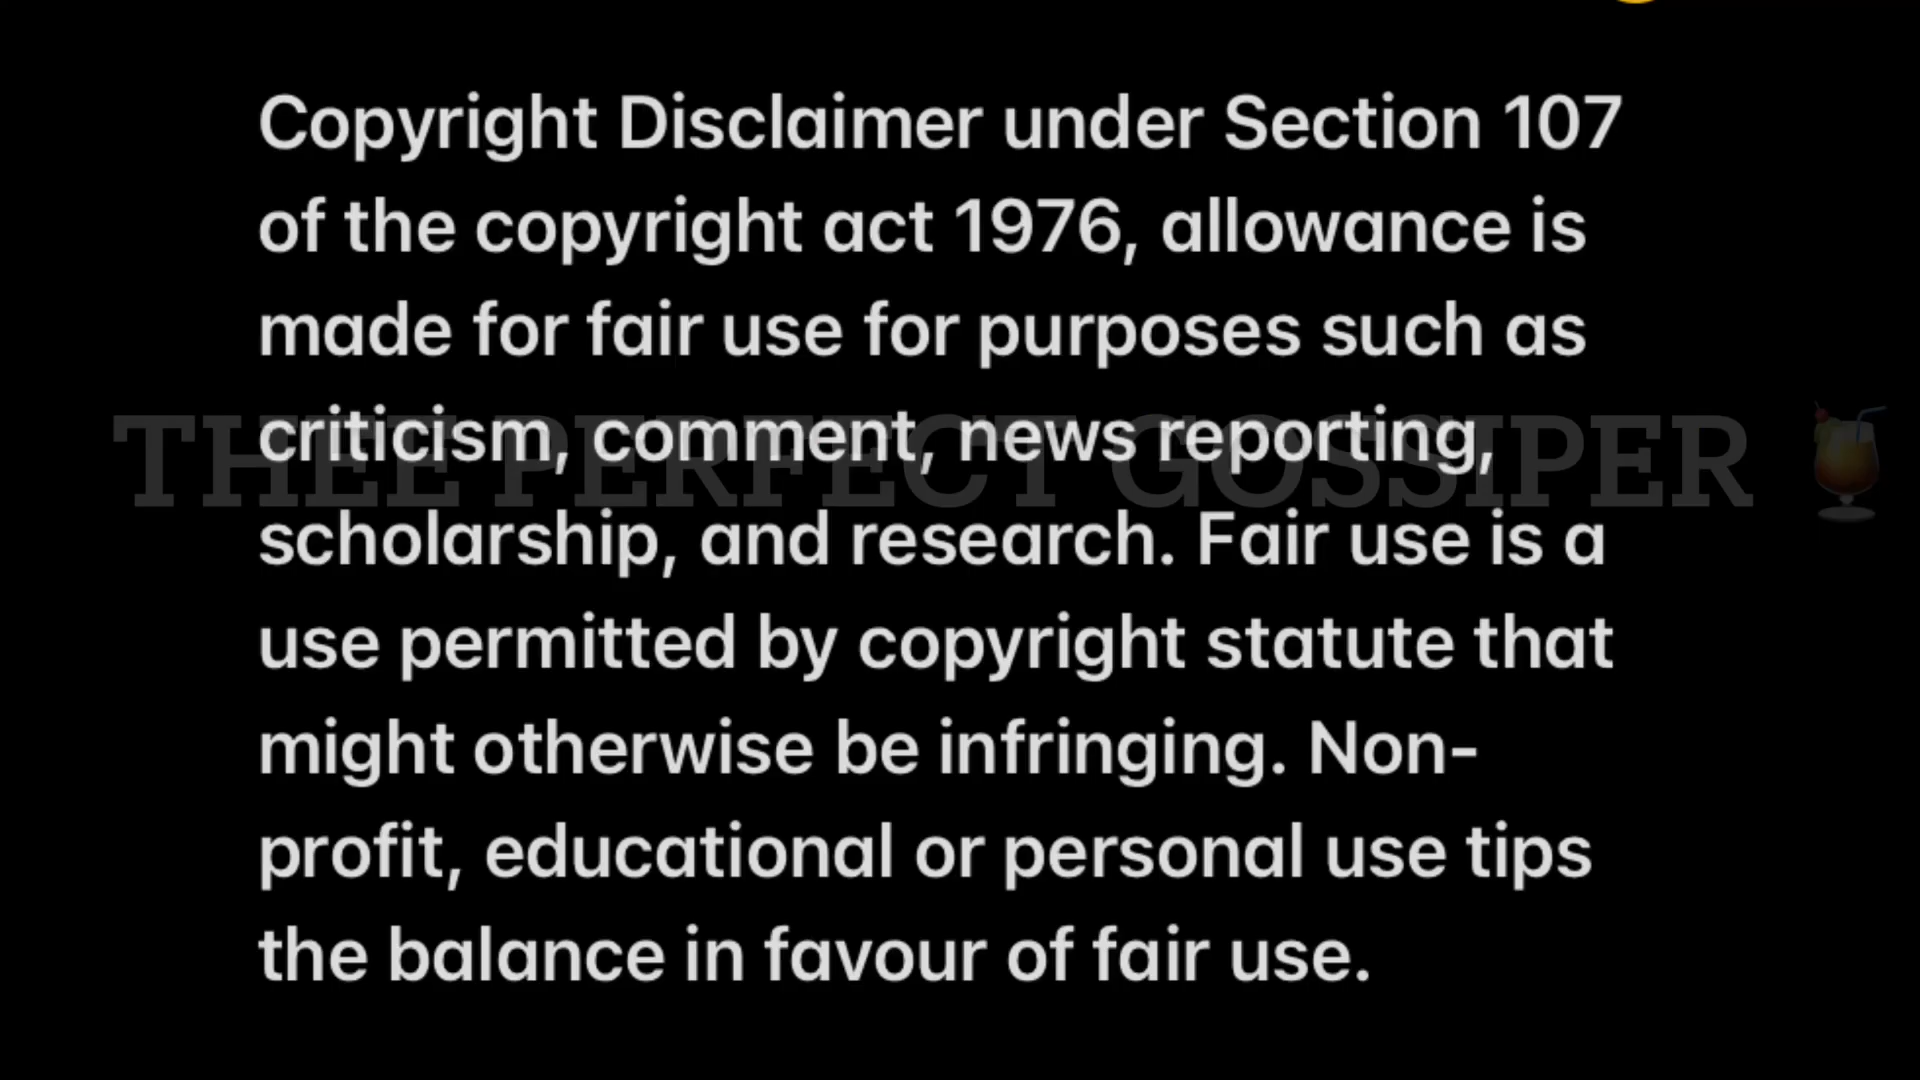 Copyright Disclaimer under Section 107
of the copyright act 1976, allowance is
made for fair use for purposes such as
criticism, comment, news reporting,
THEE PERFECT GOSSIPER
scholarship, and research. Fair use is a
use permitted by copyright statute that
might otherwise be infringing. Non-
profit, educational or personal use tips
the balance in favour of fair use.